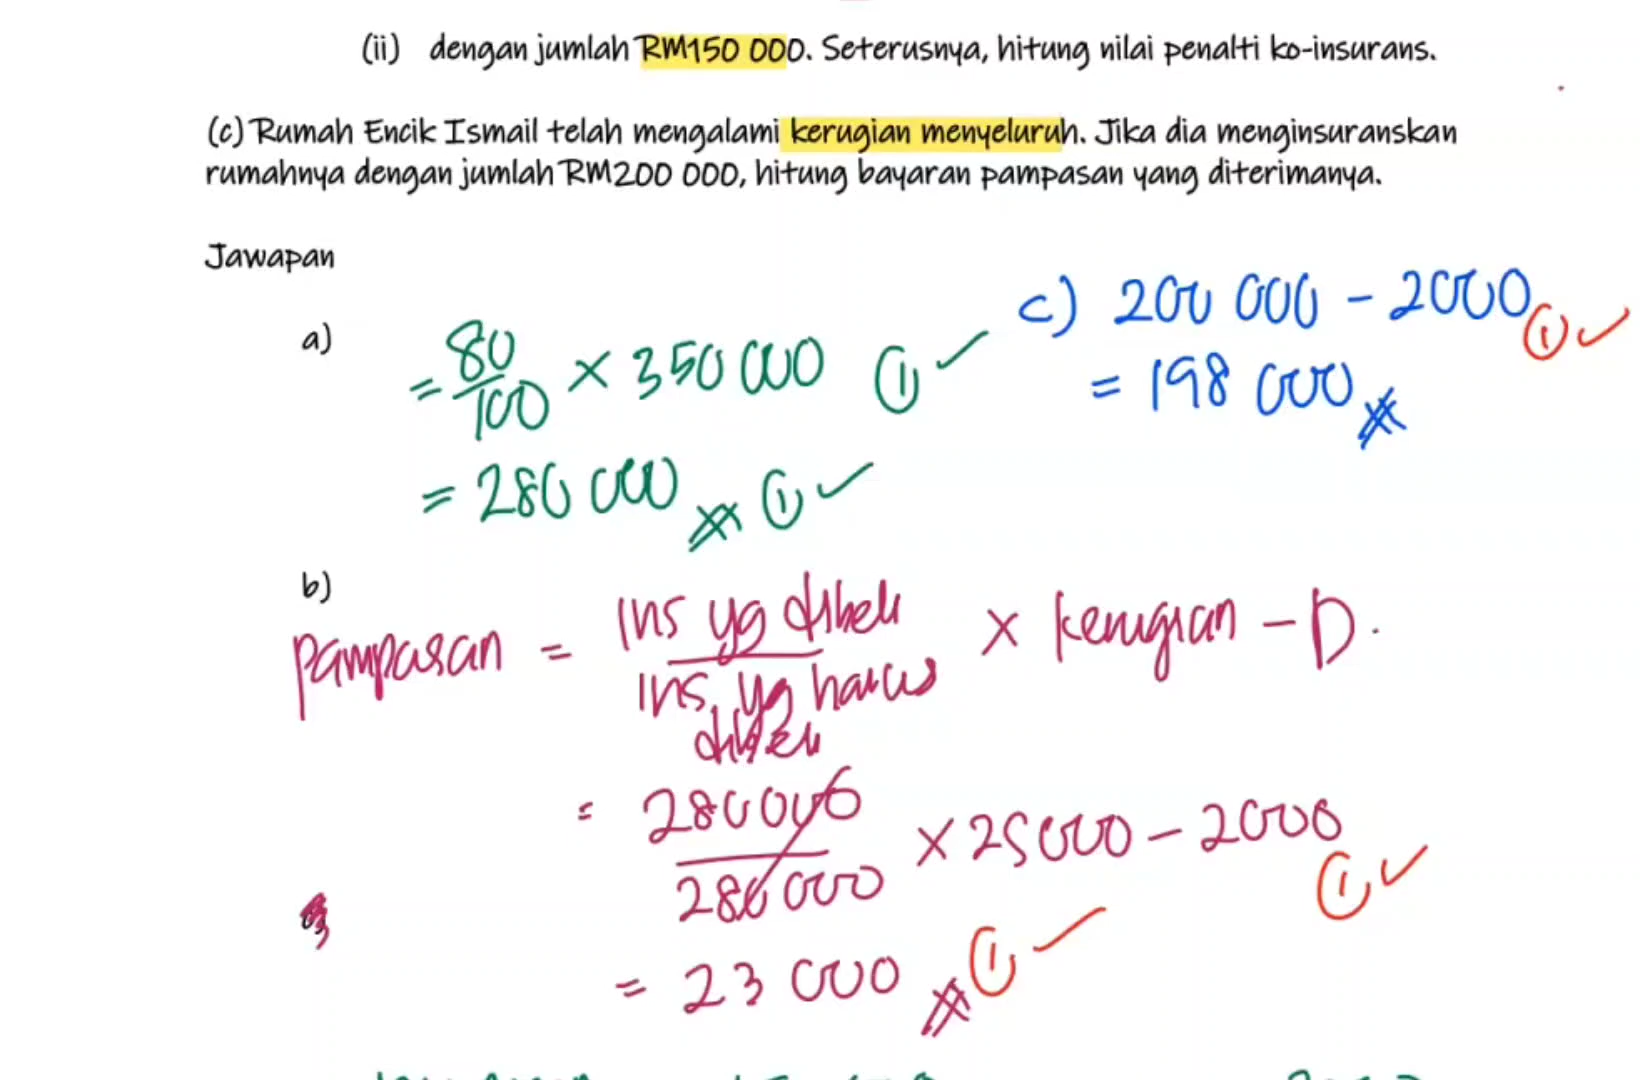 (ii) dengan jumlah RM150 000. Seterusnya, hitung nilai penalti ko-insurans.
(c) Rumah Encik Ismail telah mengalami kerugian menyeluruh. Jika dia menginsuranskan
rumahnya dengan jumlah RM200 000, hitung bayaran pampasan yang diterimanya.
Jawapan
a)
= 80/100 × 350 000 ① ✓
= 280 000 ① ✓
c) 200 000 - 2000 ① ✓
= 198 000
b)
Pampasan = Ins yg dibeli / Ins yg harus dibeli × kerugian - D.
= 280 000 / 280 000 × 25 000 - 2000 ① ✓
= 23 000 ① ✓